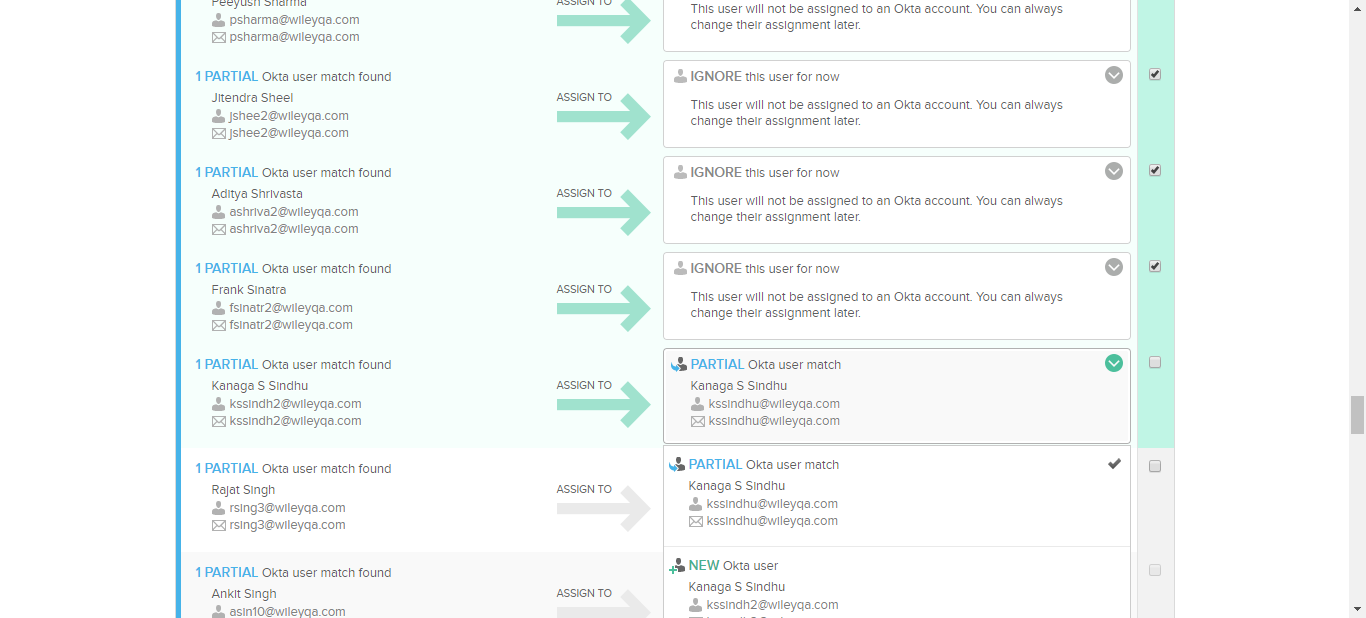 Peeyush Sharma
psharma@wileyqa.com
psharma@wileyqa.com
ASSIGN TO
This user will not be assigned to an Okta account. You can always
change their assignment later.
1 PARTIAL Okta user match found
Jitendra Sheel
jshee2@wileyqa.com
jshee2@wileyqa.com
ASSIGN TO
IGNORE this user for now
This user will not be assigned to an Okta account. You can always
change their assignment later.
1 PARTIAL Okta user match found
Aditya Shrivasta
ashriva2@wileyqa.com
ashriva2@wileyqa.com
ASSIGN TO
IGNORE this user for now
This user will not be assigned to an Okta account. You can always
change their assignment later.
1 PARTIAL Okta user match found
Frank Sinatra
fsinatr2@wileyqa.com
fsinatr2@wileyqa.com
ASSIGN TO
IGNORE this user for now
This user will not be assigned to an Okta account. You can always
change their assignment later.
1 PARTIAL Okta user match found
Kanaga S Sindhu
kssindh2@wileyqa.com
kssindh2@wileyqa.com
ASSIGN TO
PARTIAL Okta user match
Kanaga S Sindhu
kssindhu@wileyqa.com
kssindhu@wileyqa.com
1 PARTIAL Okta user match found
Rajat Singh
rsing3@wileyqa.com
rsing3@wileyqa.com
ASSIGN TO
PARTIAL Okta user match
Kanaga S Sindhu
kssindhu@wileyqa.com
kssindhu@wileyqa.com
1 PARTIAL Okta user match found
Ankit Singh
asin10@wileyqa.com
ASSIGN TO
NEW Okta user
Kanaga S Sindhu
kssindh2@wileyqa.com